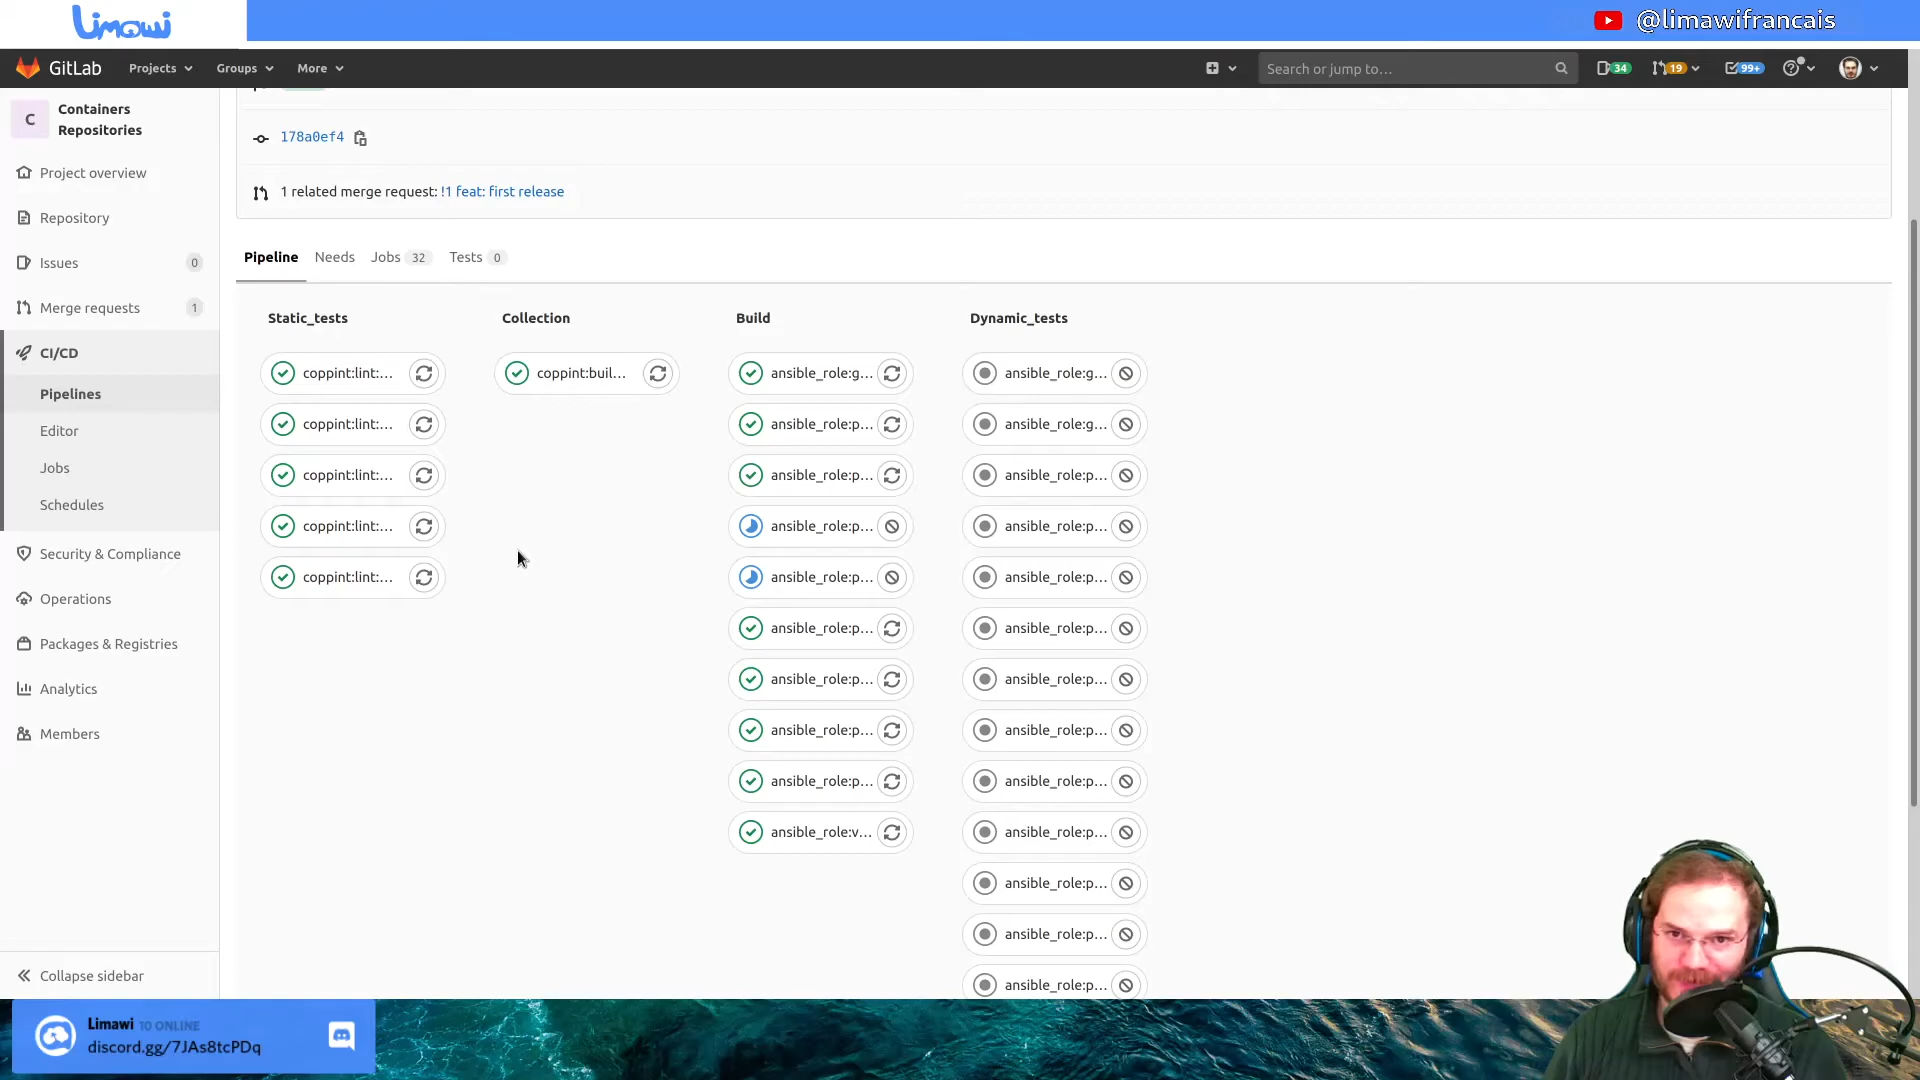 Limawi
@limawifrancais
GitLab Projects Groups More Search or jump to... 34 19 99+
C Containers
Repositories
Project overview
Repository
Issues 0
Merge requests 1
CI/CD
Pipelines
Editor
Jobs
Schedules
Security & Compliance
Operations
Packages & Registries
Analytics
Members
Collapse sidebar
178a0ef4
1 related merge request: !1 feat: first release
Pipeline Needs Jobs 32 Tests 0
Static_tests
coppint:lint:...
coppint:lint:...
coppint:lint:...
coppint:lint:...
coppint:lint:...
Collection
coppint:buil...
Build
ansible_role:g...
ansible_role:p...
ansible_role:p...
ansible_role:p...
ansible_role:p...
ansible_role:p...
ansible_role:p...
ansible_role:p...
ansible_role:p...
ansible_role:v...
Dynamic_tests
ansible_role:g...
ansible_role:g...
ansible_role:p...
ansible_role:p...
ansible_role:p...
ansible_role:p...
ansible_role:p...
ansible_role:p...
ansible_role:p...
ansible_role:p...
ansible_role:p...
ansible_role:p...
ansible_role:p...
Limawi 10 ONLINE
discord.gg/7JAs8tcPDq